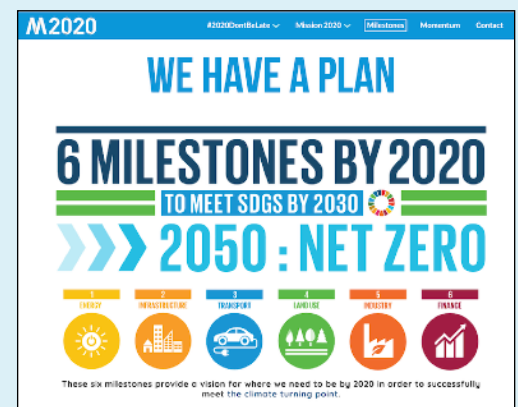 M2020
#2020DontBeLate Mission 2020 Milestones Momentum Contact
WE HAVE A PLAN
6 MILESTONES BY 2020
TO MEET SDGS BY 2030
2050 : NET ZERO
1 2 3 4 5 6
ENERGY INFRASTRUCTURE TRANSPORT LAND USE INDUSTRY FINANCE
These six milestones provide a vision for where we need to be by 2020 in order to successfully
meet the climate turning point.